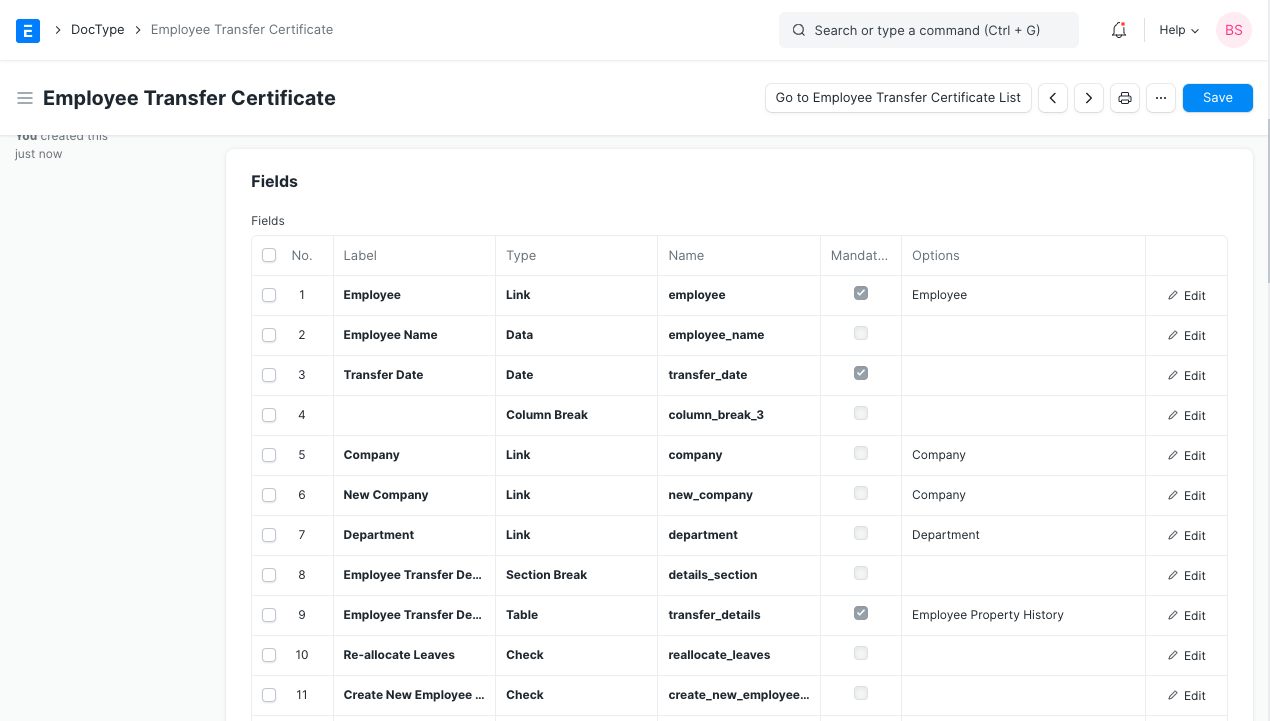 E DocType Employee Transfer Certificate Search or type a command (Ctrl + G) Help BS
Employee Transfer Certificate Go to Employee Transfer Certificate List ... Save
You created this
just now
Fields
Fields
No. Label Type Name Mandat... Options
1 Employee Link employee Employee Edit
2 Employee Name Data employee_name Edit
3 Transfer Date Date transfer_date Edit
4 Column Break column_break_3 Edit
5 Company Link company Company Edit
6 New Company Link new_company Company Edit
7 Department Link department Department Edit
8 Employee Transfer De... Section Break details_section Edit
9 Employee Transfer De... Table transfer_details Employee Property History Edit
10 Re-allocate Leaves Check reallocate_leaves Edit
11 Create New Employee ... Check create_new_employee... Edit